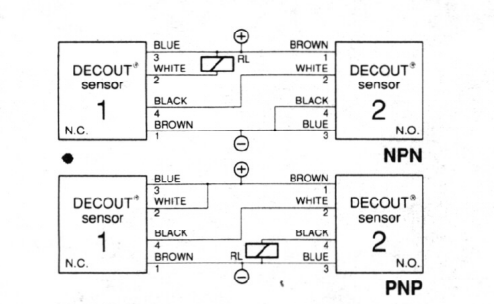 BLUE ⊕ BROWN
3 RL 1
DECOUT® WHITE WHITE DECOUT®
sensor 2 2 sensor
1 BLACK BLACK 2
4 4
N.C. BROWN BLUE N.O.
1 ⊖ 3
NPN
BLUE ⊕ BROWN
3 1
DECOUT® WHITE WHITE DECOUT®
sensor 2 2 sensor
1 BLACK BLACK 2
4 4
N.C. BROWN RL BLUE N.O.
1 ⊖ 3
PNP